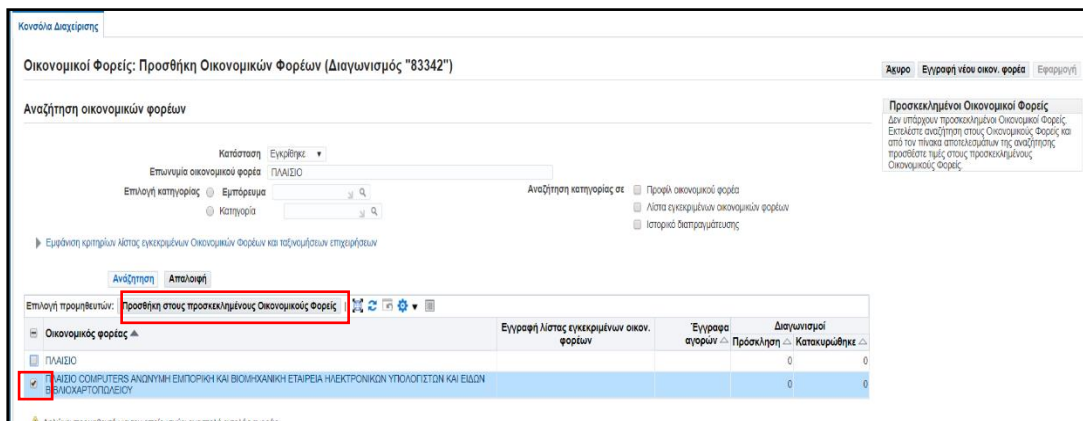 Κονσόλα Διαχείρισης
Οικονομικοί Φορείς: Προσθήκη Οικονομικών Φορέων (Διαγωνισμός "83342")
Άκυρο Εγγραφή νέου οικον. φορέα Εφαρμογή
Αναζήτηση οικονομικών φορέων
Προσκεκλημένοι Οικονομικοί Φορείς
Δεν υπάρχουν προσκεκλημένοι Οικονομικοί Φορείς.
Εκτελέστε αναζήτηση στους Οικονομικούς Φορείς και
από τον πίνακα αποτελεσμάτων της αναζήτησης
προσθέστε τιμές στους προσκεκλημένους
Οικονομικούς Φορείς.
Κατάσταση Εγκρίθηκε
Επωνυμία οικονομικού φορέα ΠΛΑΙΣΙΟ
Επιλογή κατηγορίας Εμπόρευμα
Κατηγορία
Αναζήτηση κατηγορίας σε Προφίλ οικονομικού φορέα
Λίστα εγκεκριμένων οικονομικών φορέων
Ιστορικό διαπραγμάτευσης
Εμφάνιση κριτηρίων λίστας εγκεκριμένων Οικονομικών Φορέων και ταξινομήσεων επιχειρήσεων
Αναζήτηση Απαλοιφή
Επιλογή προμηθευτών: Προσθήκη στους προσκεκλημένους Οικονομικούς Φορείς
Οικονομικός φορέας
Εγγραφή λίστας εγκεκριμένων οικον.
φορέων
Έγγραφα
αγορών
Διαγωνισμοί
Πρόσκληση Κατακυρώθηκε
ΠΛΑΙΣΙΟ 0 0
ΠΛΑΙΣΙΟ COMPUTERS ΑΝΩΝΥΜΗ ΕΜΠΟΡΙΚΗ ΚΑΙ ΒΙΟΜΗΧΑΝΙΚΗ ΕΤΑΙΡΕΙΑ ΗΛΕΚΤΡΟΝΙΚΩΝ ΥΠΟΛΟΓΙΣΤΩΝ ΚΑΙ ΕΙΔΩΝ
ΒΙΒΛΙΟΧΑΡΤΟΠΩΛΕΙΟΥ 0 0